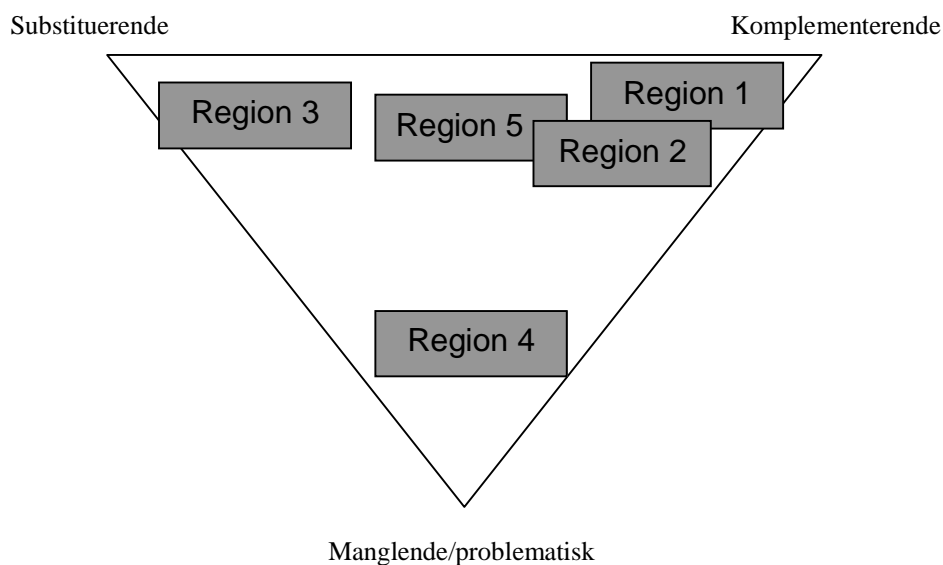 Substituerende
Komplementerende
Region 1
Region 3
Region 5
Region 2
Region 4
Manglende/problematisk